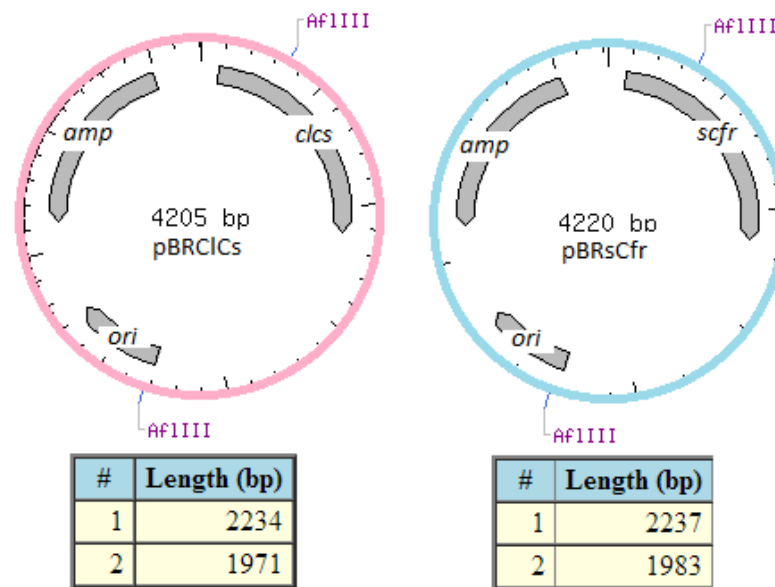 AflIII
amp
clcs
4205 bp
pBRClCs
ori
AflIII
# Length (bp)
1 2234
2 1971
AflIII
amp
scfr
4220 bp
pBRsCfr
ori
AflIII
# Length (bp)
1 2237
2 1983